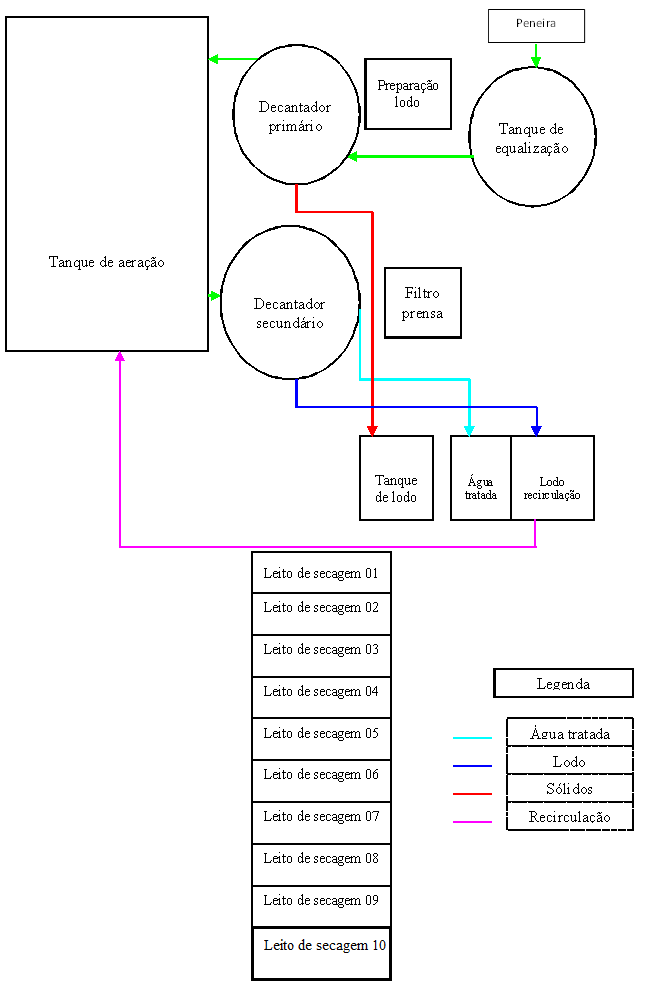 Peneira
Preparação
lodo
Decantador
primário
Tanque de
equalização
Tanque de aeração
Decantador
secundário
Filtro
prensa
Tanque
de lodo
Água
tratada
Lodo
recirculação
Leito de secagem 01
Leito de secagem 02
Leito de secagem 03
Leito de secagem 04
Leito de secagem 05
Leito de secagem 06
Leito de secagem 07
Leito de secagem 08
Leito de secagem 09
Leito de secagem 10
Legenda
Água tratada
Lodo
Sólidos
Recirculação